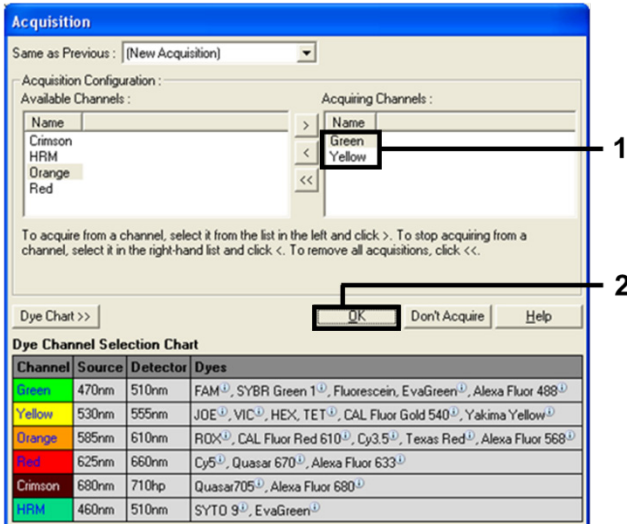 Acquisition
Same as Previous : (New Acquisition)
Acquisition Configuration :
Available Channels : Acquiring Channels :
Name > Name
Crimson Green
HRM < Yellow 1
Orange <<
Red
To acquire from a channel, select it from the list in the left and click >. To stop acquiring from a
channel, select it in the right-hand list and click <. To remove all acquisitions, click <<.
2
Dye Chart >> OK Don't Acquire Help
Dye Channel Selection Chart
Channel Source Detector Dyes
Green 470nm 510nm FAM, SYBR Green 1, Fluorescein, EvaGreen, Alexa Fluor 488
Yellow 530nm 555nm JOE, VIC, HEX, TET, CAL Fluor Gold 540, Yakima Yellow
Orange 585nm 610nm ROX, CAL Fluor Red 610, Cy3.5, Texas Red, Alexa Fluor 568
Red 625nm 660nm Cy5, Quasar 670, Alexa Fluor 633
Crimson 680nm 710hp Quasar705, Alexa Fluor 680
HRM 460nm 510nm SYTO 9, EvaGreen